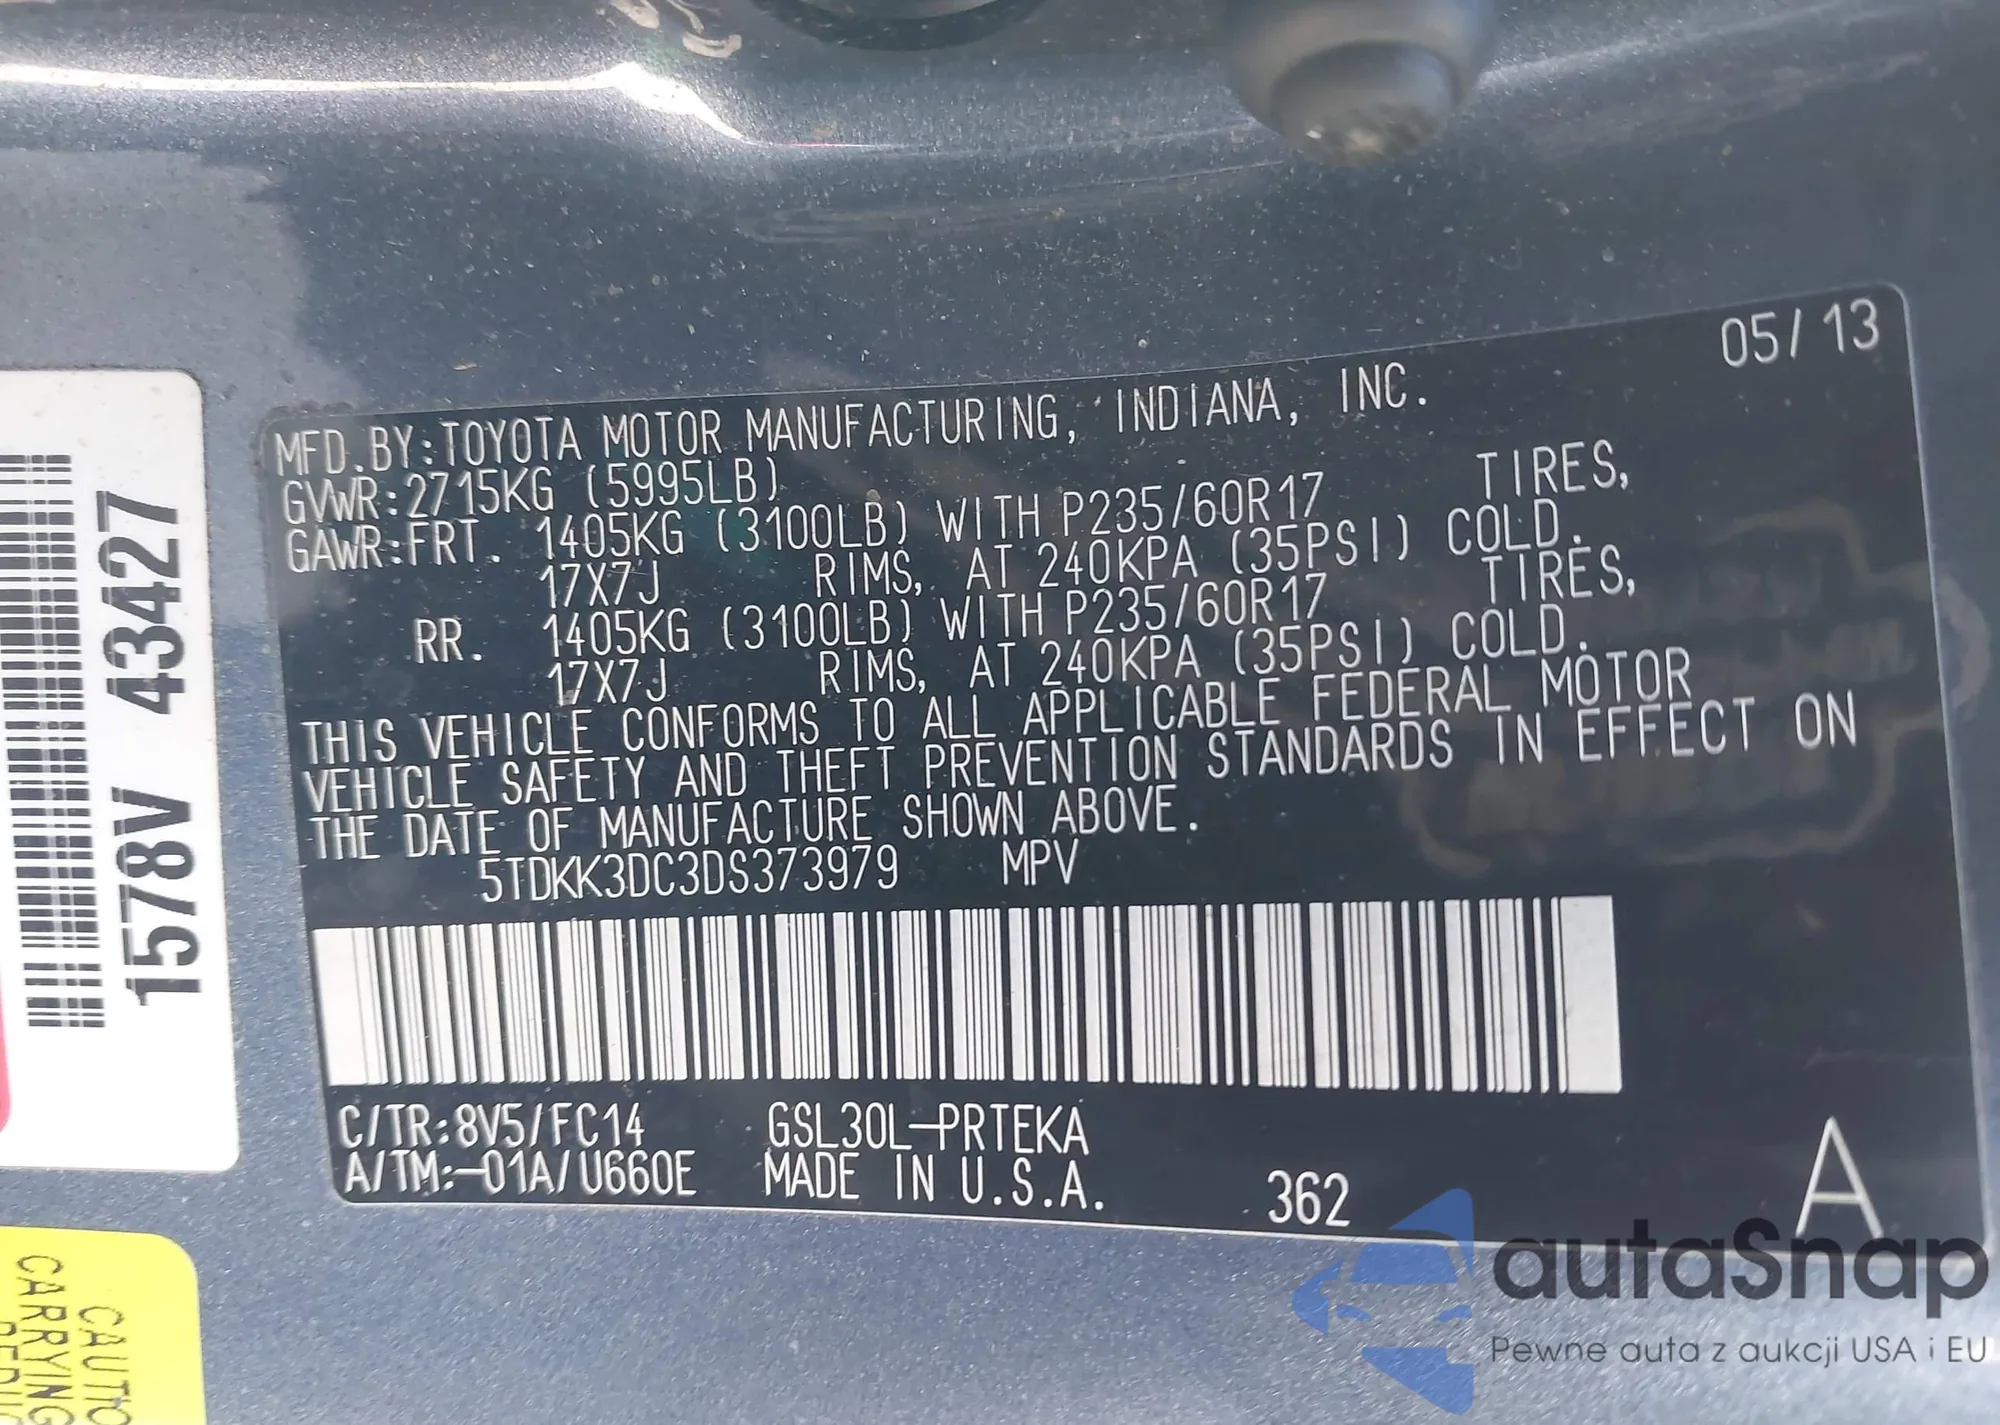 05/13
MFD.BY:TOYOTA MOTOR MANUFACTURING, INDIANA, INC.
GVWR:2715KG (5995LB)
GAWR:FRT. 1405KG (3100LB) WITH P235/60R17 TIRES,
17X7J RIMS, AT 240KPA (35PSI) COLD.
RR. 1405KG (3100LB) WITH P235/60R17 TIRES,
17X7J RIMS, AT 240KPA (35PSI) COLD.
THIS VEHICLE CONFORMS TO ALL APPLICABLE FEDERAL MOTOR
VEHICLE SAFETY AND THEFT PREVENTION STANDARDS IN EFFECT ON
THE DATE OF MANUFACTURE SHOWN ABOVE.
5TDKK3DC3DS373979 MPV
C/TR:8V5/FC14 GSL30L-PRTEKA
A/TM:-01A/U660E MADE IN U.S.A. 362
A
1578V 43427
CAUTIO
CARRYING
autoSnap
Pewne auta z aukcji USA i EU